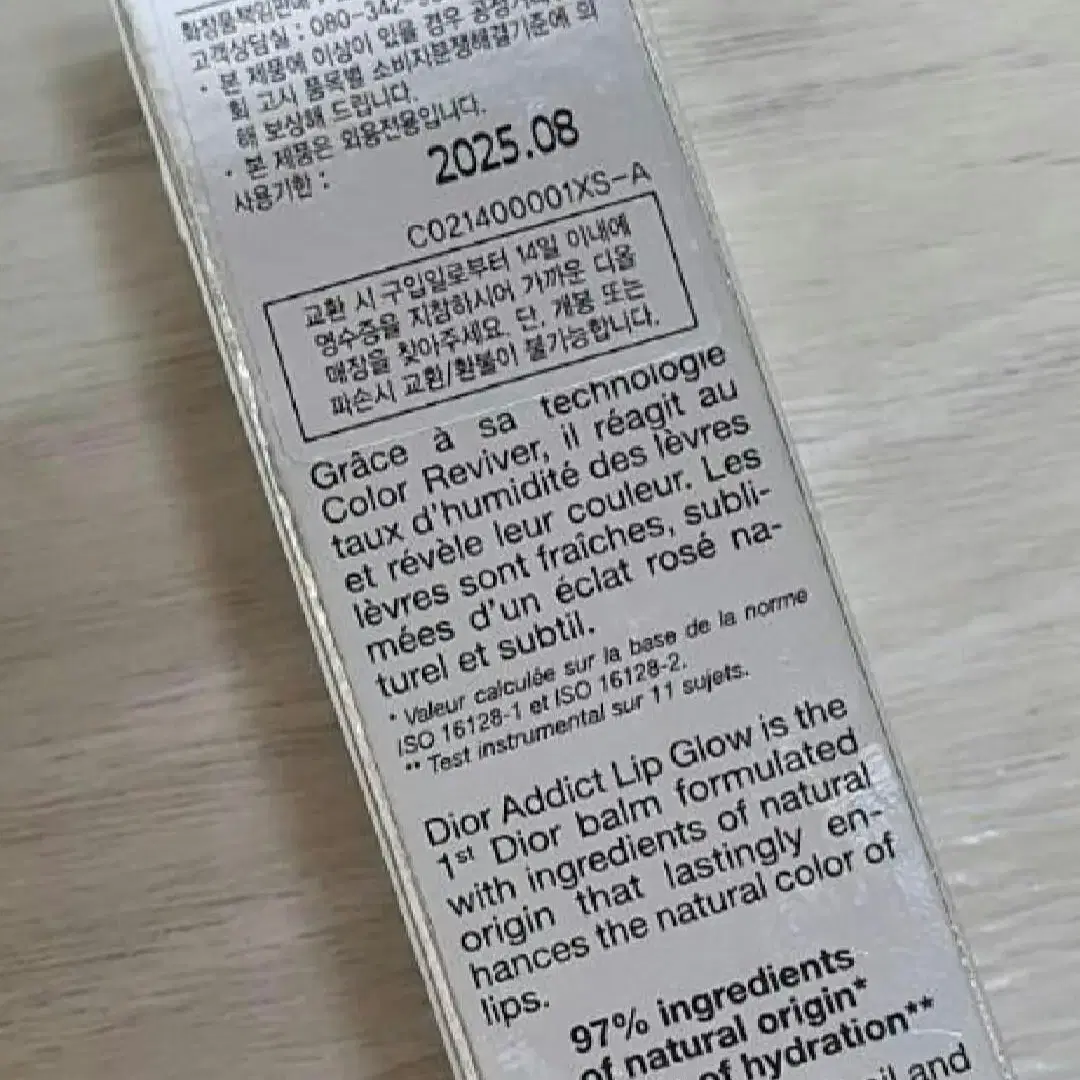 화장품책임판매
고객상담실 : 080-342-
• 본 제품에 이상이 있을 경우 공정거래
회 고시 품목별 소비자분쟁해결기준에 의
해 보상해 드립니다.
• 본 제품은 외용전용입니다.
사용기한 :
2025.08
C021400001XS-A
교환 시 구입일로부터 14일 이내에
영수증을 지참하시어 가까운 디올
매장을 찾아주세요. 단, 개봉 또는
파손시 교환/환불이 불가능합니다.
Grâce à sa technologie
Color Reviver, il réagit au
taux d'humidité des lèvres
et révèle leur couleur. Les
lèvres sont fraîches, subli-
mées d'un éclat rosé na-
turel et subtil.
* Valeur calculée sur la base de la norme
ISO 16128-1 et ISO 16128-2.
** Test instrumental sur 11 sujets.
Dior Addict Lip Glow is the
1st Dior balm formulated
with ingredients of natural
origin that lastingly en-
hances the natural color of
lips.
97% ingredients
of natural origin*
of hydration**
and